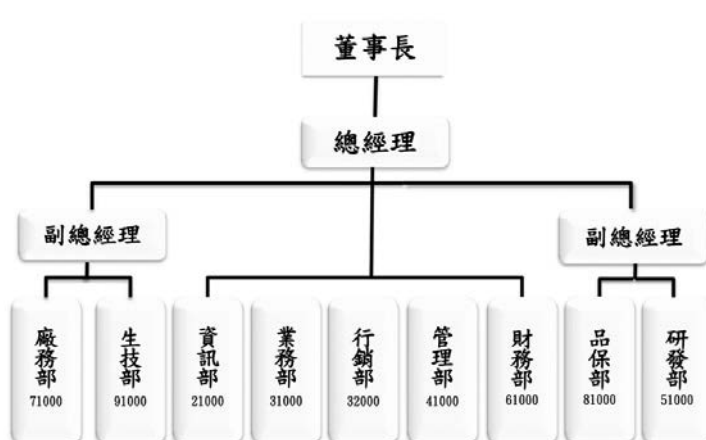 董事長
總經理
副總經理
副總經理
廠務部
71000
生技部
91000
資訊部
21000
業務部
31000
行銷部
32000
管理部
41000
財務部
61000
品保部
81000
研發部
51000